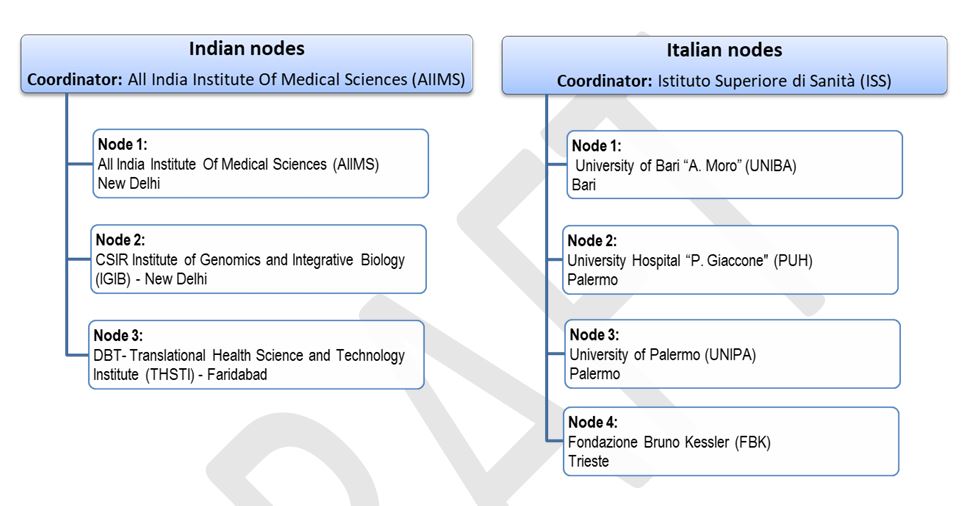 Indian nodes
Coordinator: All India Institute Of Medical Sciences (AIIMS)
Node 1:
All India Institute Of Medical Sciences (AIIMS)
New Delhi
Node 2:
CSIR Institute of Genomics and Integrative Biology
(IGIB) - New Delhi
Node 3:
DBT- Translational Health Science and Technology
Institute (THSTI) - Faridabad
Italian nodes
Coordinator: Istituto Superiore di Sanità (ISS)
Node 1:
University of Bari “A. Moro” (UNIBA)
Bari
Node 2:
University Hospital “P. Giaccone" (PUH)
Palermo
Node 3:
University of Palermo (UNIPA)
Palermo
Node 4:
Fondazione Bruno Kessler (FBK)
Trieste
DRAFT